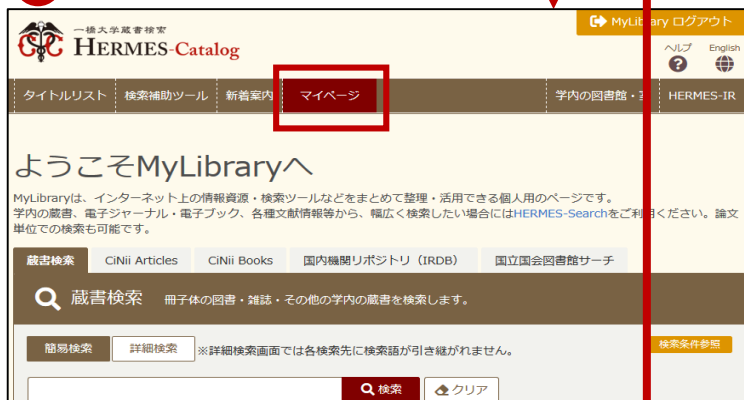 一橋大学蔵書検索
HERMES-Catalog
MyLibrary ログアウト
ヘルプ English
タイトルリスト 検索補助ツール 新着案内 マイページ 学内の図書館・ HERMES-IR
ようこそMyLibraryへ
MyLibraryは、インターネット上の情報資源・検索ツールなどをまとめて整理・活用できる個人用のページです。
学内の蔵書、電子ジャーナル・電子ブック、各種文献情報等から、幅広く検索したい場合にはHERMES-Searchをご利用ください。論文
単位での検索も可能です。
蔵書検索 CiNii Articles CiNii Books 国内機関リポジトリ（IRDB） 国立国会図書館サーチ
蔵書検索 冊子体の図書・雑誌・その他の学内の蔵書を検索します。
簡易検索 詳細検索 ※詳細検索画面では各検索先に検索語が引き継がれません。 検索条件参照
検索 クリア